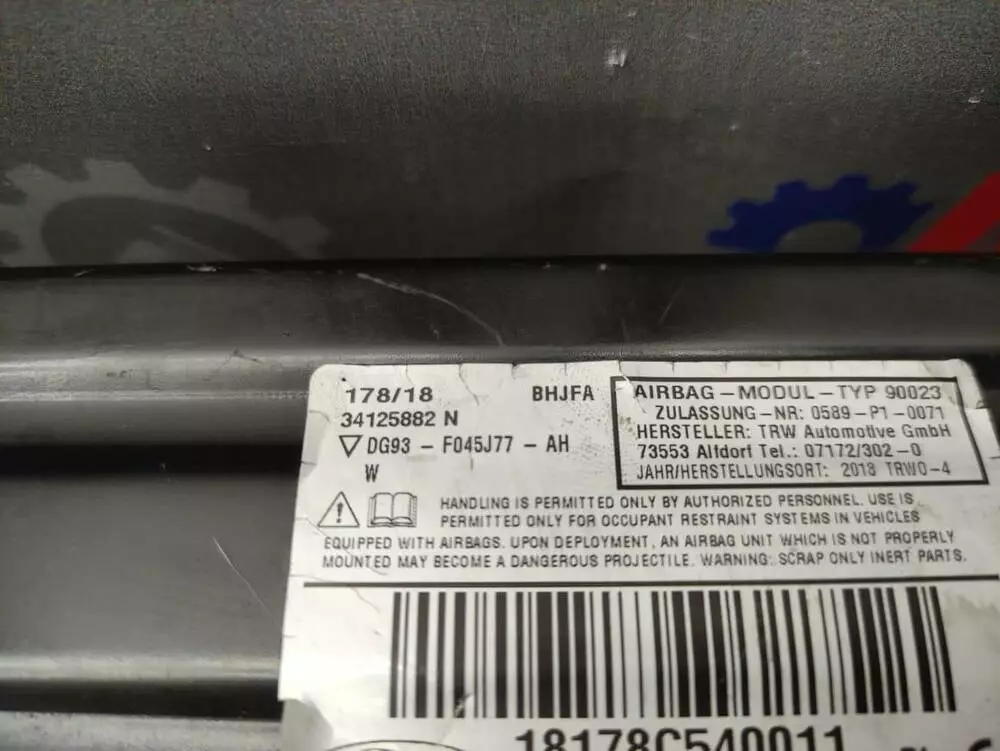 178/18
BHJFA
34125882 N
DG93 - F045J77 - AH
W
AIRBAG - MODUL - TYP 90023
ZULASSUNG - NR: 0589 - P1 - 0071
HERSTELLER: TRW Automotive GmbH
73553 Alfdorf Tel.: 07172/302 - 0
JAHR/HERSTELLUNGSORT: 2018 TRWO - 4
HANDLING IS PERMITTED ONLY BY AUTHORIZED PERSONNEL. USE IS
PERMITTED ONLY FOR OCCUPANT RESTRAINT SYSTEMS IN VEHICLES
EQUIPPED WITH AIRBAGS. UPON DEPLOYMENT, AN AIRBAG UNIT WHICH IS NOT PROPERLY
MOUNTED MAY BECOME A DANGEROUS PROJECTILE. WARNING: SCRAP ONLY INERT PARTS.
18178C540011